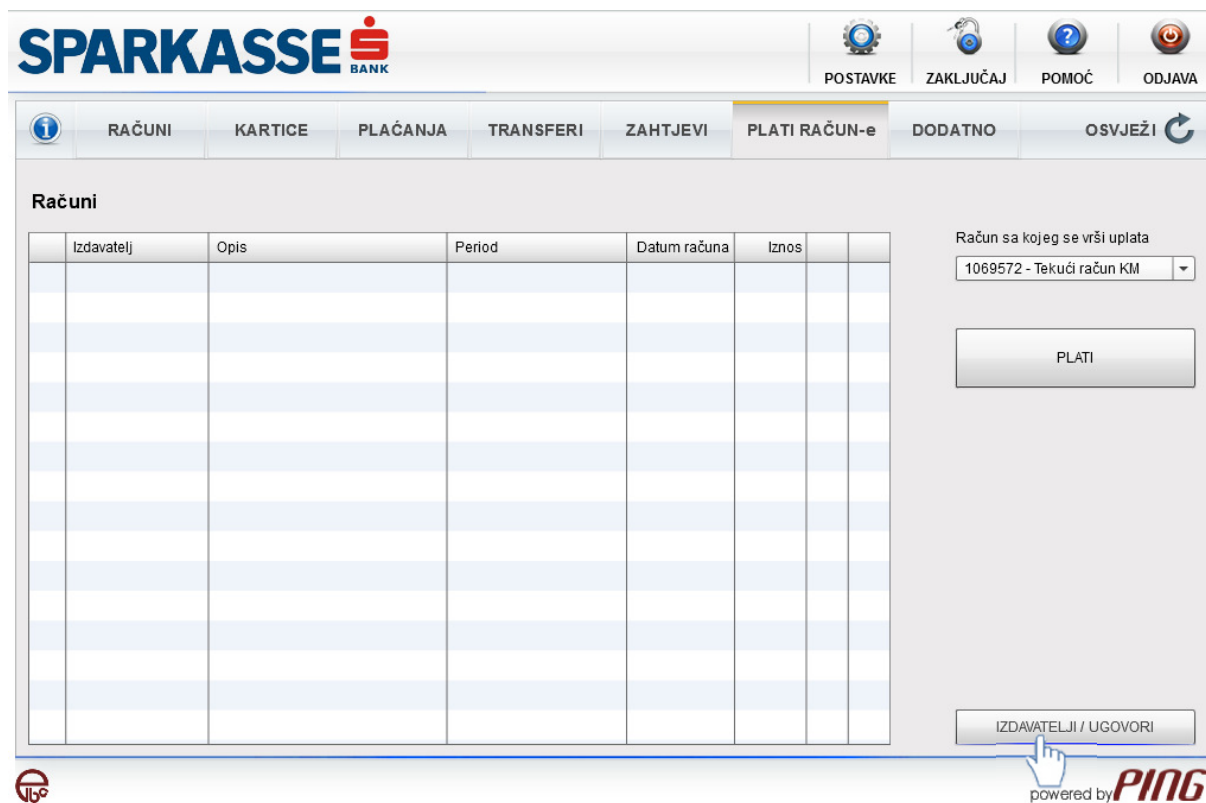 SPARKASSE
BANK
POSTAVKE
ZAKLJUČAJ
POMOĆ
ODJAVA
RAČUNI
KARTICE
PLAĆANJA
TRANSFERI
ZAHTJEVI
PLATI RAČUN-e
DODATNO
OSVJEŽI
Računi
Izdavatelj
Opis
Period
Datum računa
Iznos
Račun sa kojeg se vrši uplata
1069572 - Tekući račun KM
PLATI
IZDAVATELJI / UGOVORI
powered by PING